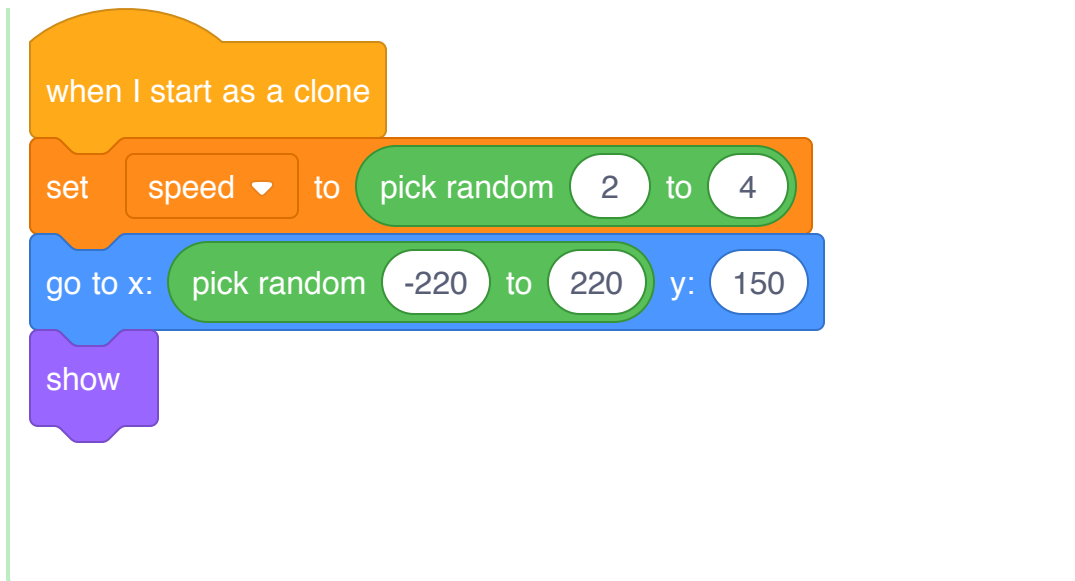 when I start as a clone
set speed to pick random 2 to 4
go to x: pick random -220 to 220 y: 150
show